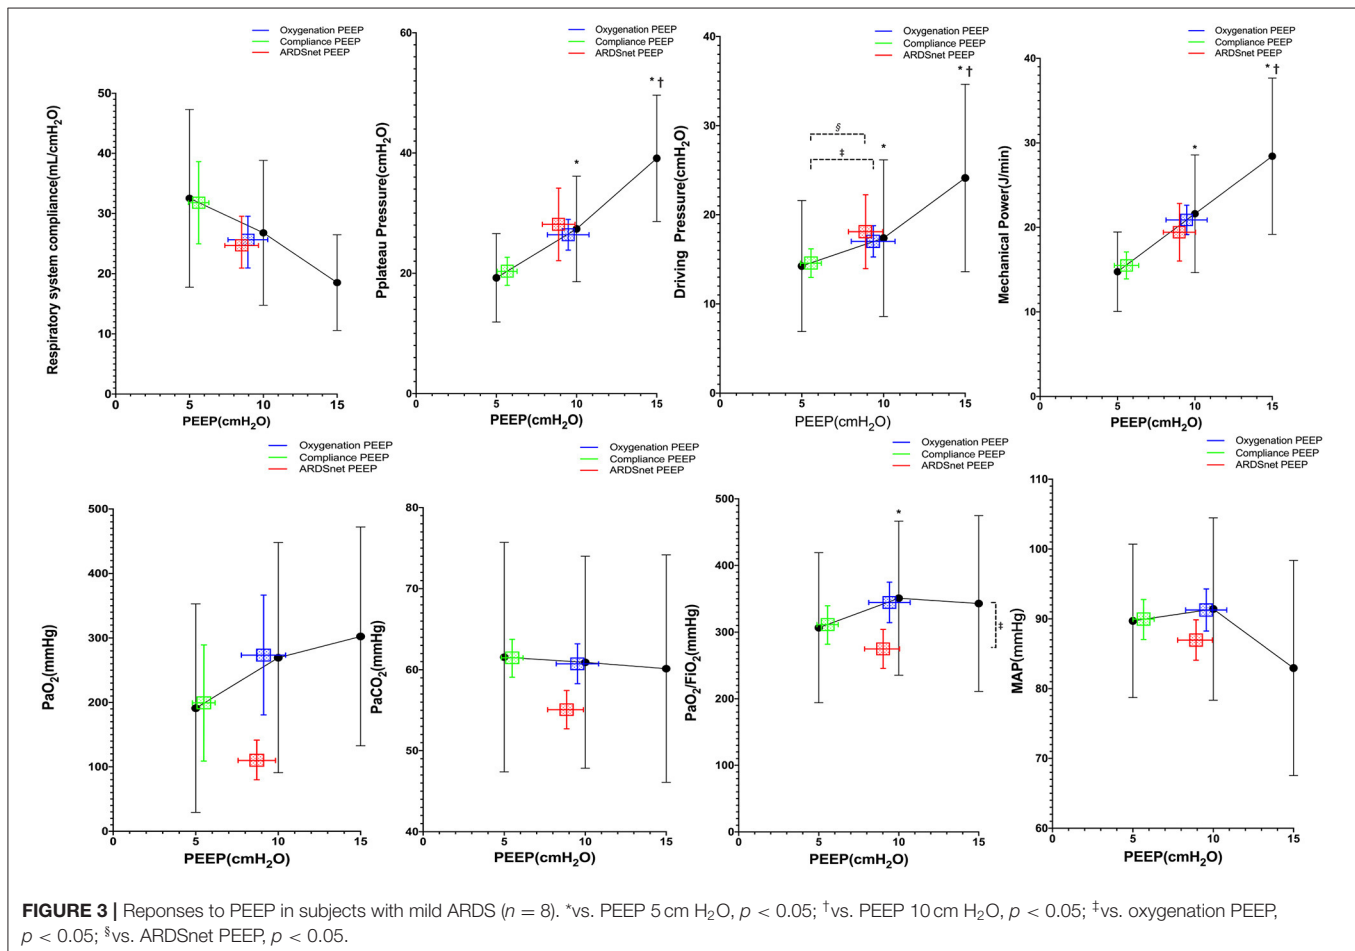 Oxygenation PEEP
Compliance PEEP
ARDSnet PEEP
Respiratory system compliance(mL/cmH2O)
50
40
30
20
10
0
0
5
10
15
PEEP(cmH2O)
Oxygenation PEEP
Compliance PEEP
ARDSnet PEEP
Pplateau Pressure(cmH2O)
60
40
20
0
* †
*
0
5
10
15
PEEP(cmH2O)
Oxygenation PEEP
Compliance PEEP
ARDSnet PEEP
Driving Pressure(cmH2O)
40
30
20
10
0
* †
§
‡
*
0
5
10
15
PEEP(cmH2O)
Oxygenation PEEP
Compliance PEEP
ARDSnet PEEP
Mechanical Power(J/min)
40
30
20
10
0
* †
*
0
5
10
15
PEEP(cmH2O)
Oxygenation PEEP
Compliance PEEP
ARDSnet PEEP
PaO2(mmHg)
500
400
300
200
100
0
0
5
10
15
PEEP(cmH2O)
Oxygenation PEEP
Compliance PEEP
ARDSnet PEEP
PaCO2(mmHg)
80
70
60
50
40
0
5
10
15
PEEP(cmH2O)
Oxygenation PEEP
Compliance PEEP
ARDSnet PEEP
PaO2/FiO2(mmHg)
500
400
300
200
100
0
*
‡
0
5
10
15
PEEP(cmH2O)
Oxygenation PEEP
Compliance PEEP
ARDSnet PEEP
MAP(mmHg)
110
100
90
80
70
60
0
5
10
15
PEEP(cmH2O)
FIGURE 3 | Reponses to PEEP in subjects with mild ARDS (n = 8). *vs. PEEP 5 cm H2O, p < 0.05; †vs. PEEP 10 cm H2O, p < 0.05; ‡vs. oxygenation PEEP,
p < 0.05; §vs. ARDSnet PEEP, p < 0.05.